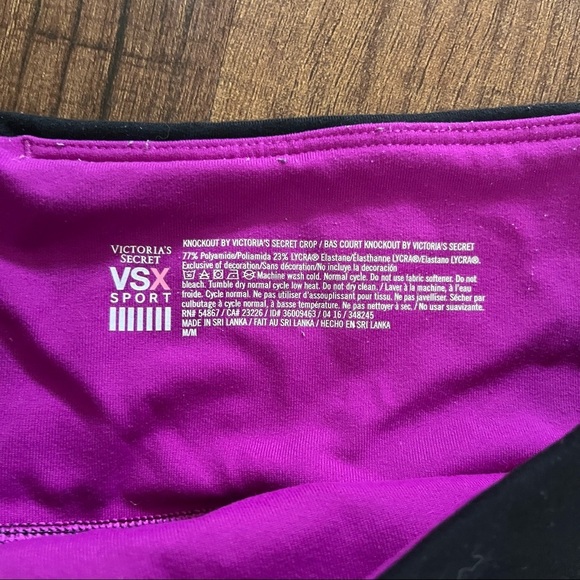 VICTORIA'S
SECRET
VSX
SPORT
KNOCKOUT BY VICTORIA'S SECRET CROP / BAS COURT KNOCKOUT BY VICTORIA'S SECRET
77% Polyamide/Poliamida 23% LYCRA® Elastane/Élasthanne LYCRA®/Elastano LYCRA®.
Exclusive of decoration/Sans décoration/No incluye la decoración
Machine wash cold. Normal cycle. Do not use fabric softener. Do not
bleach. Tumble dry normal cycle low heat. Do not dry clean. / Laver à la machine, à l'eau
froide. Cycle normal. Ne pas utiliser d'assouplissant pour tissu. Ne pas javelliser. Sécher par
culbutage à cycle normal à basse température. Ne pas nettoyer à sec. / No usar suavizante.
RN# 54867 / CA# 23226 / ID# 36009463 / 04 16 / 348245
MADE IN SRI LANKA / FAIT AU SRI LANKA / HECHO EN SRI LANKA
M/M